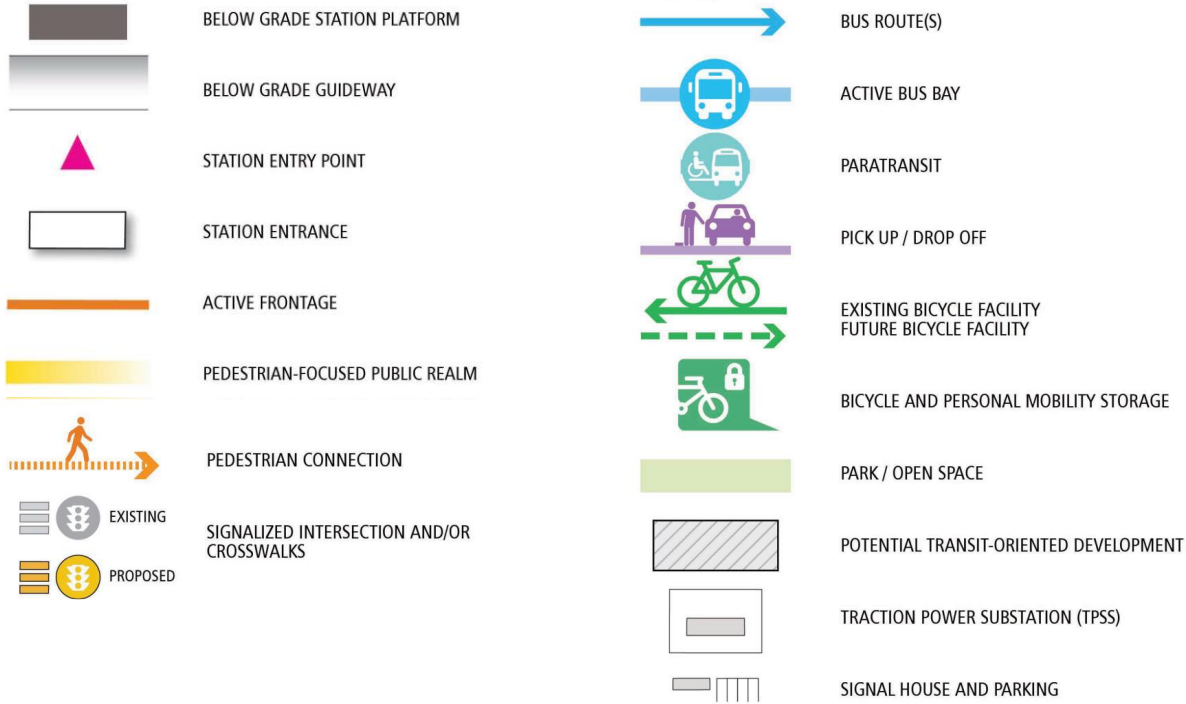 BELOW GRADE STATION PLATFORM
BELOW GRADE GUIDEWAY
STATION ENTRY POINT
STATION ENTRANCE
ACTIVE FRONTAGE
PEDESTRIAN-FOCUSED PUBLIC REALM
PEDESTRIAN CONNECTION
EXISTING
SIGNALIZED INTERSECTION AND/OR
CROSSWALKS
PROPOSED
BUS ROUTE(S)
ACTIVE BUS BAY
PARATRANSIT
PICK UP / DROP OFF
EXISTING BICYCLE FACILITY
FUTURE BICYCLE FACILITY
BICYCLE AND PERSONAL MOBILITY STORAGE
PARK / OPEN SPACE
POTENTIAL TRANSIT-ORIENTED DEVELOPMENT
TRACTION POWER SUBSTATION (TPSS)
SIGNAL HOUSE AND PARKING